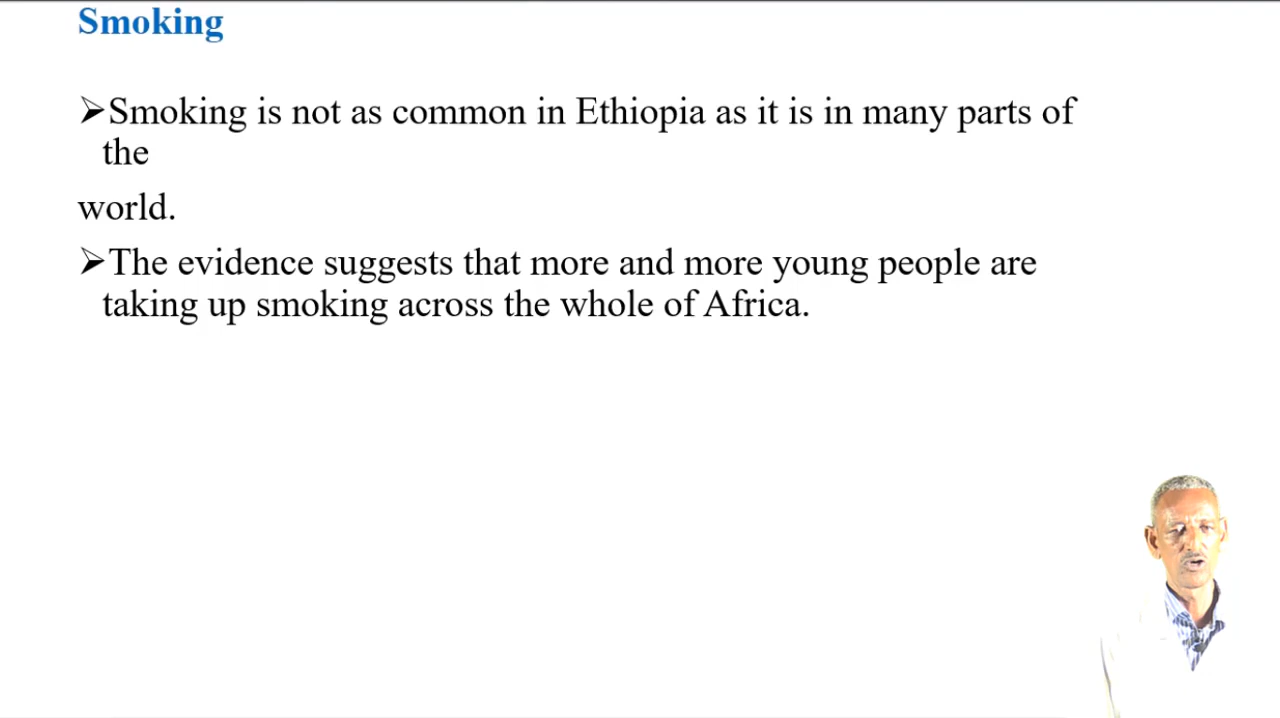 Smoking
➢Smoking is not as common in Ethiopia as it is in many parts of
the
world.
➢The evidence suggests that more and more young people are
taking up smoking across the whole of Africa.